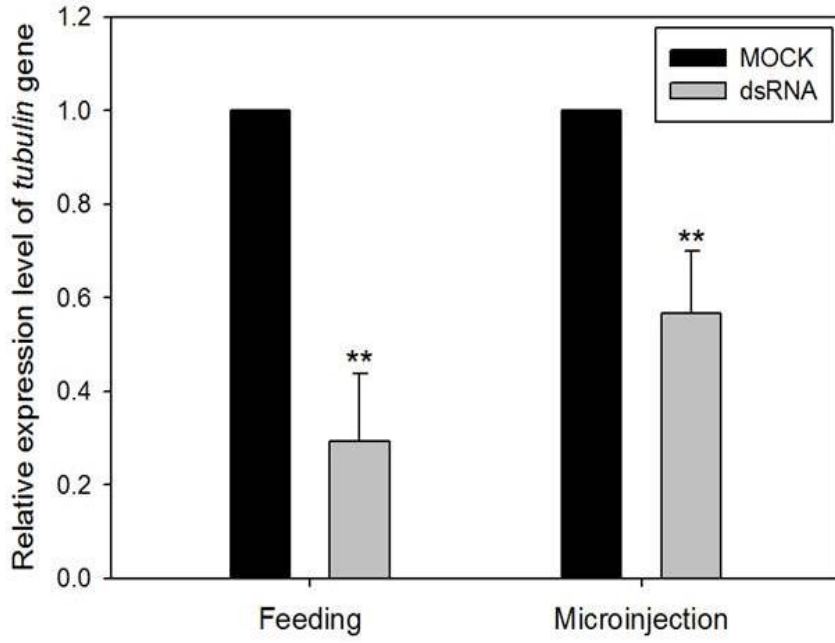 Relative expression level of tubulin gene
1.2
1.0
0.8
0.6
0.4
0.2
0.0
MOCK
dsRNA
**
**
Feeding
Microinjection